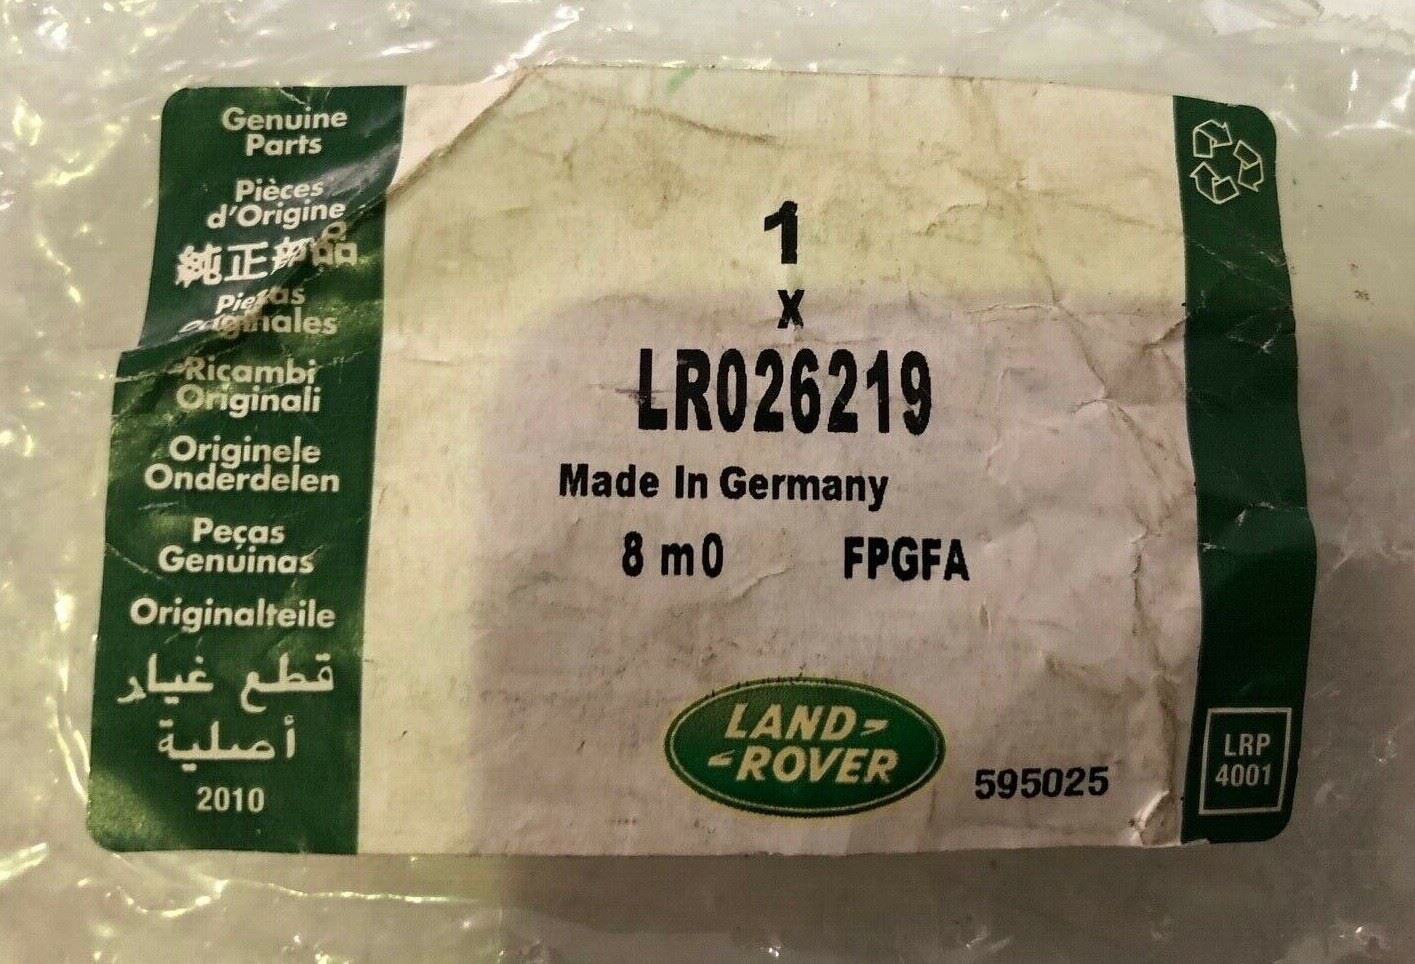 Genuine
Parts
Pièces
d'Origine
純正部品
Piezas
Originales
Ricambi
Originali
Originele
Onderdelen
Peças
Genuinas
Originalteile
قطع غيار
أصلية
2010
1
x
LR026219
Made In Germany
8 m0 FPGFA
LAND-
-ROVER
595025
LRP
4001